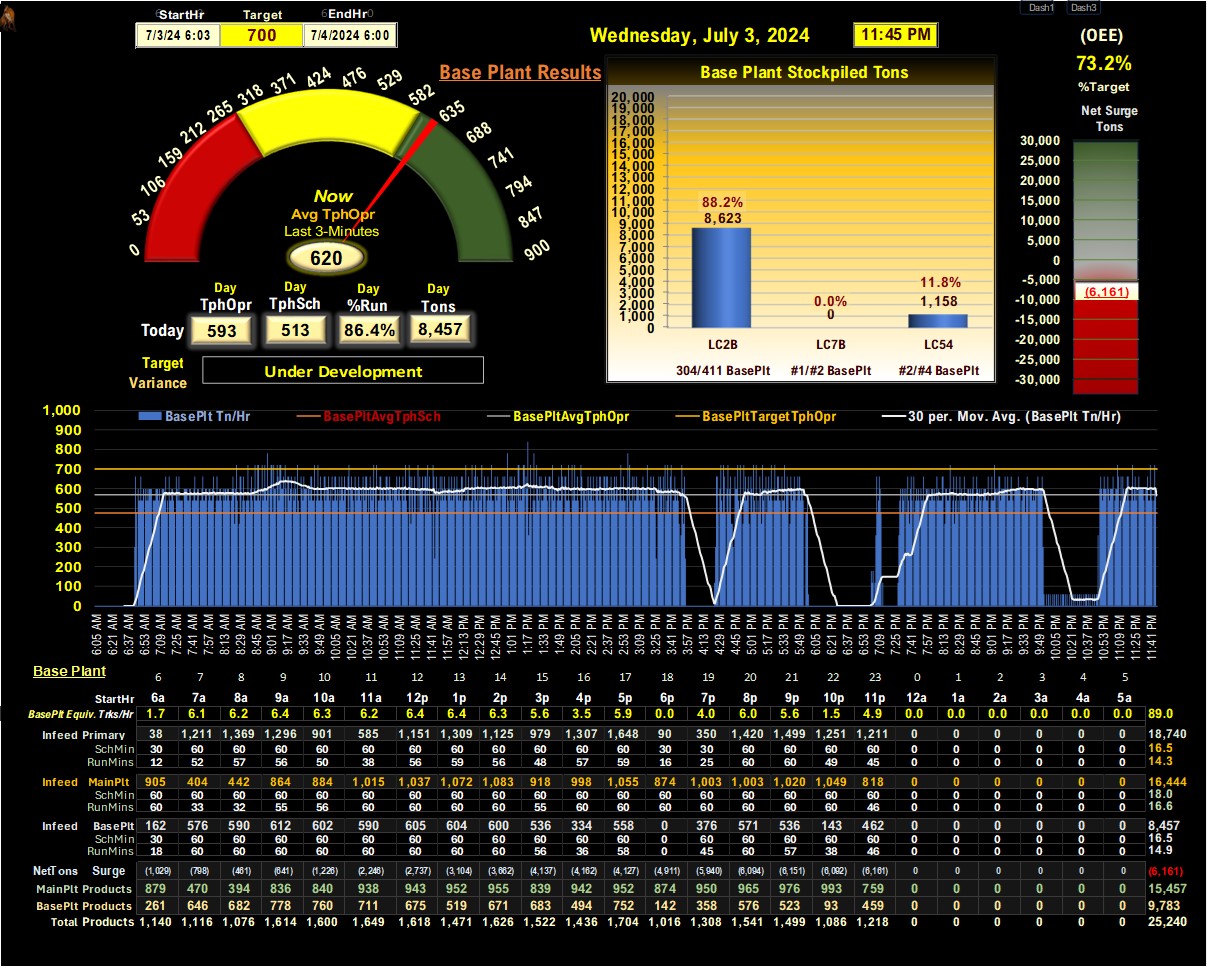 Dash1 Dash3
StartHr Target EndHr
7/3/24 6:03 700 7/4/2024 6:00
Wednesday, July 3, 2024 11:45 PM
(OEE)
73.2%
%Target
Net Surge
Tons
30,000
25,000
20,000
15,000
10,000
5,000
0
-5,000
(6,161)
-10,000
-15,000
-20,000
-25,000
-30,000
Base Plant Results
0 53 106 159 212 265 318 371 424 476 529 582 635 688 741 794 847 900
Now
Avg TphOpr
Last 3-Minutes
620
Day Day Day Day
TphOpr TphSch %Run Tons
Today 593 513 86.4% 8,457
Target
Variance
Under Development
Base Plant Stockpiled Tons
20,000
19,000
18,000
17,000
16,000
15,000
14,000
13,000
12,000
11,000
10,000
9,000
8,000
7,000
6,000
5,000
4,000
3,000
2,000
1,000
0
88.2%
8,623
0.0%
0
11.8%
1,158
LC2B LC7B LC54
304/411 BasePlt #1/#2 BasePlt #2/#4 BasePlt
BasePlt Tn/Hr BasePltAvgTphSch BasePltAvgTphOpr BasePltTargetTphOpr 30 per. Mov. Avg. (BasePlt Tn/Hr)
1,000
900
800
700
600
500
400
300
200
100
0
6:05 AM 6:21 AM 6:37 AM 6:53 AM 7:09 AM 7:25 AM 7:41 AM 7:57 AM 8:13 AM 8:29 AM 8:45 AM 9:01 AM 9:17 AM 9:33 AM 9:49 AM 10:05 AM 10:21 AM 10:37 AM 10:53 AM 11:09 AM 11:25 AM 11:41 AM 11:57 AM 12:13 PM 12:29 PM 12:45 PM 1:01 PM 1:17 PM 1:33 PM 1:49 PM 2:05 PM 2:21 PM 2:37 PM 2:53 PM 3:09 PM 3:25 PM 3:41 PM 3:57 PM 4:13 PM 4:29 PM 4:45 PM 5:01 PM 5:17 PM 5:33 PM 5:49 PM 6:05 PM 6:21 PM 6:37 PM 6:53 PM 7:09 PM 7:25 PM 7:41 PM 7:57 PM 8:13 PM 8:29 PM 8:45 PM 9:01 PM 9:17 PM 9:33 PM 9:49 PM 10:05 PM 10:21 PM 10:37 PM 10:53 PM 11:09 PM 11:25 PM 11:41 PM
Base Plant
6 7 8 9 10 11 12 13 14 15 16 17 18 19 20 21 22 23 0 1 2 3 4 5
StartHr 6a 7a 8a 9a 10a 11a 12p 1p 2p 3p 4p 5p 6p 7p 8p 9p 10p 11p 12a 1a 2a 3a 4a 5a
BasePlt Equiv. Trks/Hr 1.7 6.1 6.2 6.4 6.3 6.2 6.4 6.4 6.3 5.6 3.5 5.9 0.0 4.0 6.0 5.6 1.5 4.9 0.0 0.0 0.0 0.0 0.0 0.0 89.0
Infeed Primary 38 1,211 1,369 1,296 901 585 1,151 1,309 1,125 979 1,307 1,648 90 350 1,420 1,499 1,251 1,211 0 0 0 0 0 0 18,740
SchMin 30 60 60 60 60 60 60 60 60 60 60 60 30 30 60 60 60 60 0 0 0 0 0 0 16.5
RunMins 12 52 57 56 50 38 56 59 56 48 57 59 16 25 60 60 49 45 0 0 0 0 0 0 14.3
Infeed MainPlt 905 404 442 864 884 1,015 1,037 1,072 1,083 918 998 1,055 874 1,003 1,003 1,020 1,049 818 0 0 0 0 0 0 16,444
SchMin 60 60 60 60 60 60 60 60 60 60 60 60 60 60 60 60 60 60 0 0 0 0 0 0 18.0
RunMins 60 33 32 55 56 60 60 60 60 55 60 60 60 60 60 60 60 46 0 0 0 0 0 0 16.6
Infeed BasePlt 162 576 590 612 602 590 605 604 600 536 334 558 0 376 571 536 143 462 0 0 0 0 0 0 8,457
SchMin 30 60 60 60 60 60 60 60 60 60 60 60 0 60 60 60 60 60 0 0 0 0 0 0 16.5
RunMins 18 60 60 60 60 60 60 60 60 56 36 58 0 45 60 57 38 46 0 0 0 0 0 0 14.9
NetTons Surge (1,029) (798) (461) (641) (1,226) (2,246) (2,737) (3,104) (3,662) (4,137) (4,162) (4,127) (4,911) (5,940) (6,094) (6,151) (6,092) (6,161) 0 0 0 0 0 0 (6,161)
MainPlt Products 879 470 394 836 840 938 943 952 955 839 942 952 874 950 965 976 993 759 0 0 0 0 0 0 15,457
BasePlt Products 261 646 682 778 760 711 675 519 671 683 494 752 142 358 576 523 93 459 0 0 0 0 0 0 9,783
Total Products 1,140 1,116 1,076 1,614 1,600 1,649 1,618 1,471 1,626 1,522 1,436 1,704 1,016 1,308 1,541 1,499 1,086 1,218 0 0 0 0 0 0 25,240